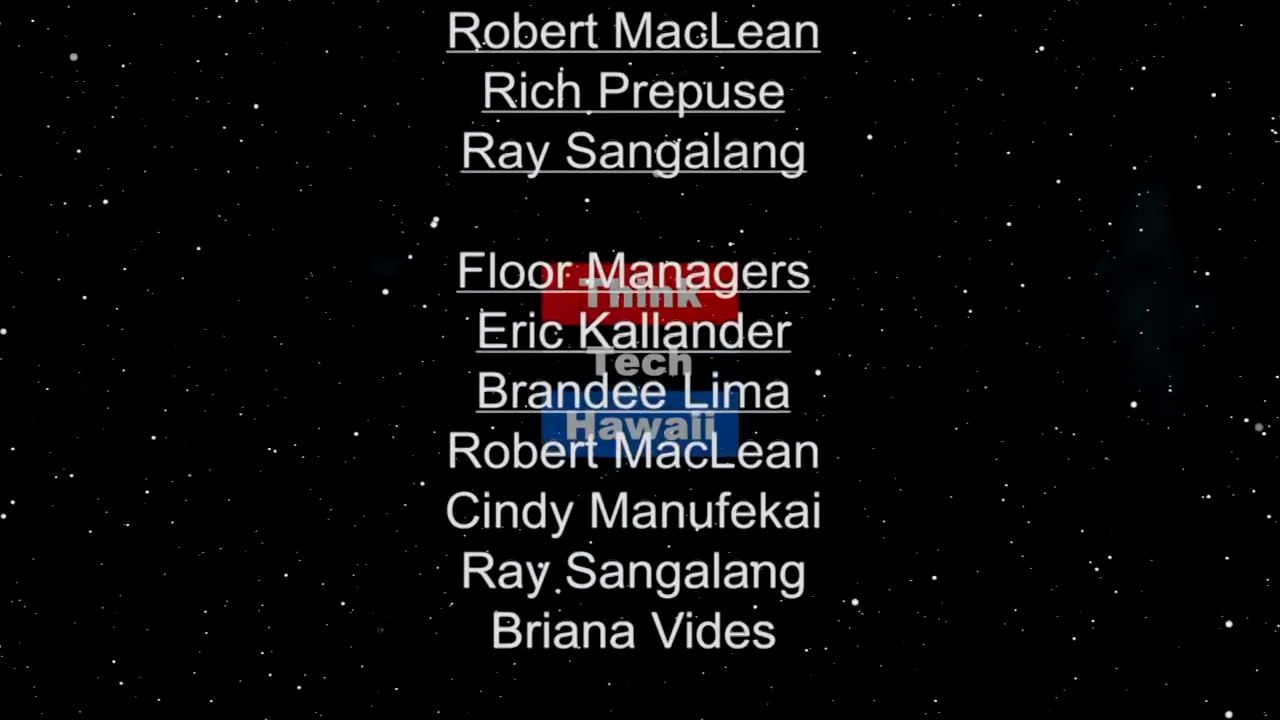 Robert MacLean
Rich Prepuse
Ray Sangalang
Floor Managers
Think
Eric Kallander
Tech
Brandee Lima
Hawaii
Robert MacLean
Cindy Manufekai
Ray Sangalang
Briana Vides